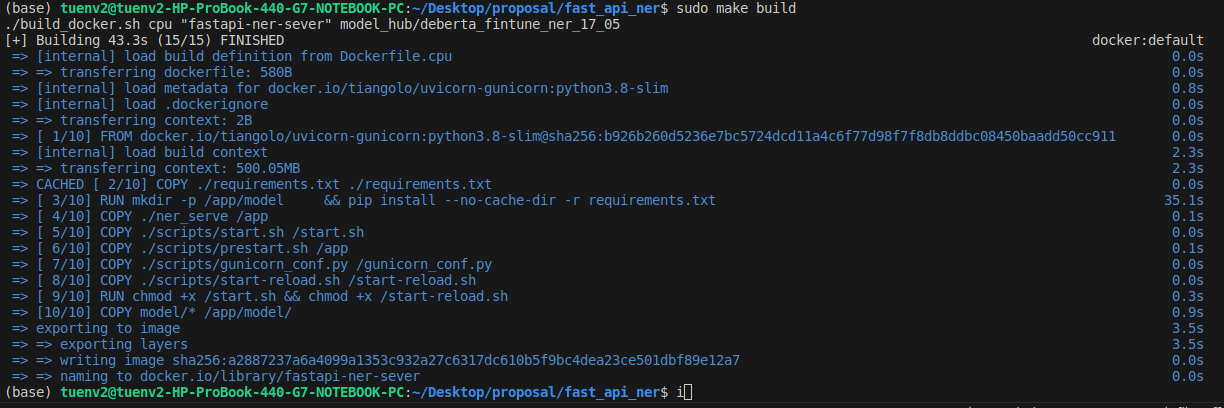 (base) tuenv2@tuenv2-HP-ProBook-440-G7-NOTEBOOK-PC:~/Desktop/proposal/fast_api_ner$ sudo make build
./build_docker.sh cpu "fastapi-ner-sever" model_hub/deberta_fintune_ner_17_05
[+] Building 43.3s (15/15) FINISHED docker:default
=> [internal] load build definition from Dockerfile.cpu 0.0s
=> => transferring dockerfile: 580B 0.0s
=> [internal] load metadata for docker.io/tiangolo/uvicorn-gunicorn:python3.8-slim 0.8s
=> [internal] load .dockerignore 0.0s
=> => transferring context: 2B 0.0s
=> [ 1/10] FROM docker.io/tiangolo/uvicorn-gunicorn:python3.8-slim@sha256:b926b260d5236e7bc5724dcd11a4c6f77d98f7f8db8ddbc08450baadd50cc911 0.0s
=> [internal] load build context 2.3s
=> => transferring context: 500.05MB 2.3s
=> CACHED [ 2/10] COPY ./requirements.txt ./requirements.txt 0.0s
=> [ 3/10] RUN mkdir -p /app/model     && pip install --no-cache-dir -r requirements.txt 35.1s
=> [ 4/10] COPY ./ner_serve /app 0.1s
=> [ 5/10] COPY ./scripts/start.sh /start.sh 0.0s
=> [ 6/10] COPY ./scripts/prestart.sh /app 0.1s
=> [ 7/10] COPY ./scripts/gunicorn_conf.py /gunicorn_conf.py 0.0s
=> [ 8/10] COPY ./scripts/start-reload.sh /start-reload.sh 0.0s
=> [ 9/10] RUN chmod +x /start.sh && chmod +x /start-reload.sh 0.3s
=> [10/10] COPY model/* /app/model/ 0.9s
=> exporting to image 3.5s
=> => exporting layers 3.5s
=> => writing image sha256:a2887237a6a4099a1353c932a27c6317dc610b5f9bc4dea23ce501dbf89e12a7 0.0s
=> => naming to docker.io/library/fastapi-ner-sever 0.0s
(base) tuenv2@tuenv2-HP-ProBook-440-G7-NOTEBOOK-PC:~/Desktop/proposal/fast_api_ner$ i